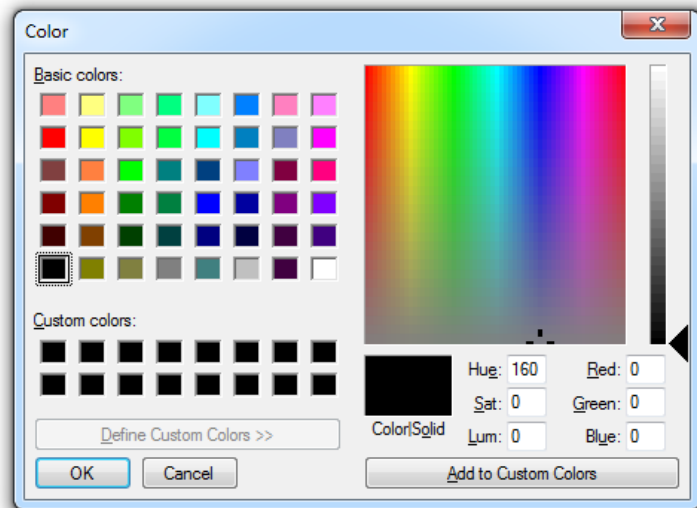 Color
Basic colors:
Custom colors:
Define Custom Colors >>
OK Cancel
Color|Solid
Hue: 160 Red: 0
Sat: 0 Green: 0
Lum: 0 Blue: 0
Add to Custom Colors